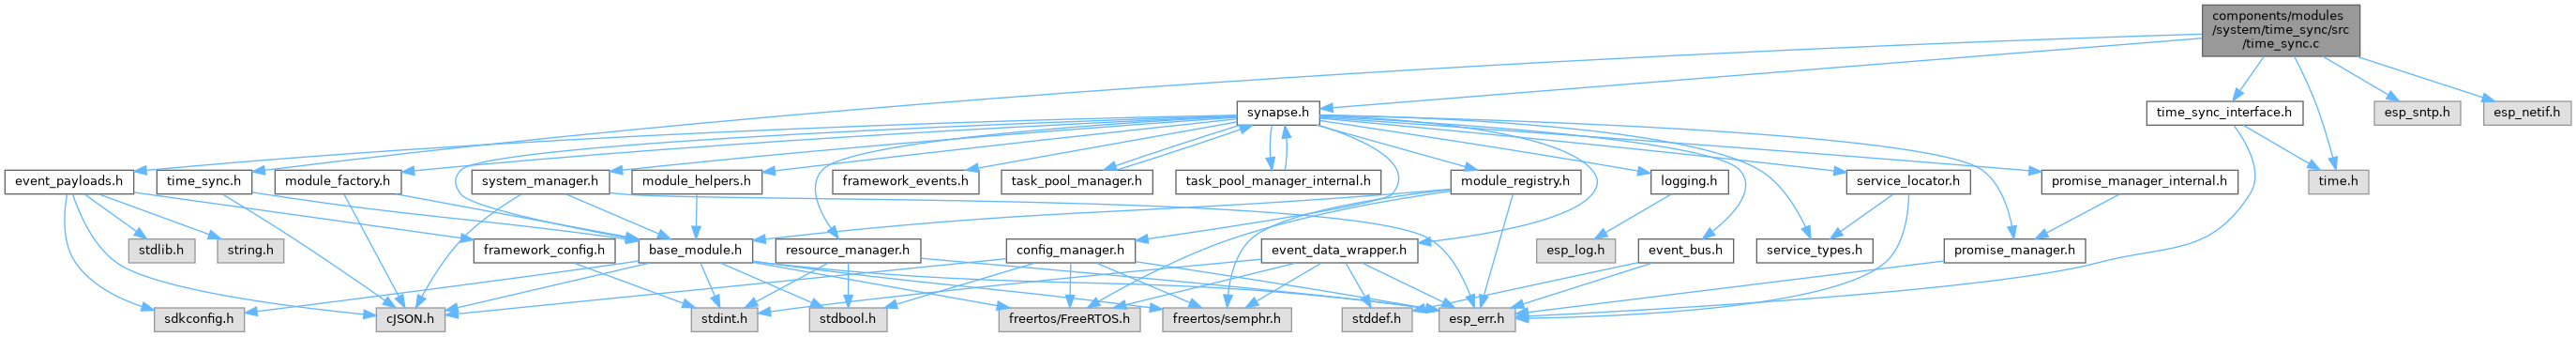 components/modules
/system/time_sync/src
/time_sync.c
synapse.h
time_sync_interface.h
esp_sntp.h
esp_netif.h
event_payloads.h
time_sync.h
module_factory.h
system_manager.h
module_helpers.h
framework_events.h
task_pool_manager.h
task_pool_manager_internal.h
module_registry.h
logging.h
service_locator.h
promise_manager_internal.h
time.h
stdlib.h
string.h
framework_config.h
base_module.h
resource_manager.h
config_manager.h
event_data_wrapper.h
esp_log.h
event_bus.h
service_types.h
promise_manager.h
sdkconfig.h
cJSON.h
stdint.h
stdbool.h
freertos/FreeRTOS.h
freertos/semphr.h
stddef.h
esp_err.h